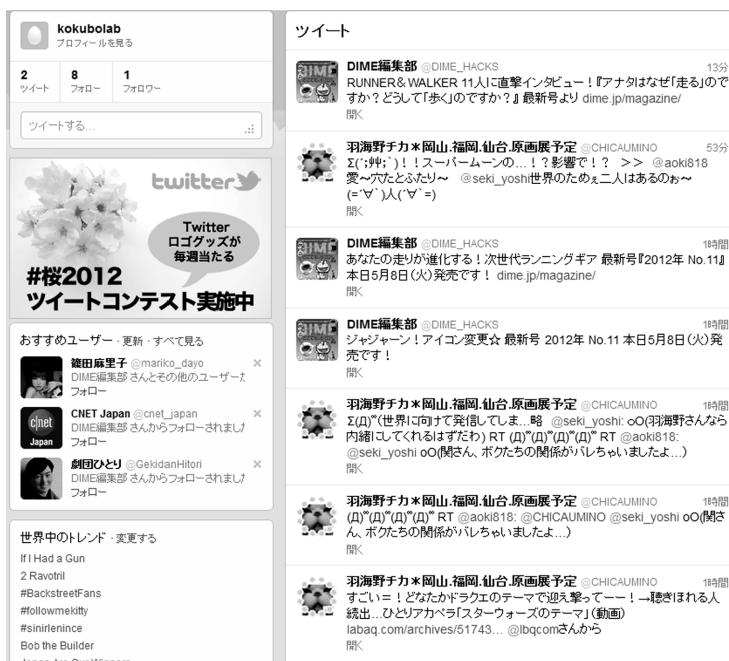 kokubolab
プロフィールを見る
2
ツイート
8
フォロー
1
フォロワー
ツイートする…
twitter
Twitter
ロゴグッズが
毎週当たる
#桜2012
ツイートコンテスト実施中
おすすめユーザー · 更新 · すべて見る
篠田麻里子 @mariko_dayo
DIME編集部 さんとその他のユーザーた
フォロー
c|net
Japan
CNET Japan @cnet_japan
DIME編集部 さんからフォローされまし
フォロー
劇団ひとり @GekidanHitori
DIME編集部 さんからフォローされまし
フォロー
世界中のトレンド · 変更する
If I Had a Gun
2 Ravotril
#BackstreetFans
#followmekitty
#sinirlenince
Bob the Builder
ツイート
DIME編集部 @DIME_HACKS 13分
RUNNER& WALKER 11人に直撃インタビュー！『アナタはなぜ「走る」ので
すか？どうして「歩く」のですか？』 最新号より dime.jp/magazine/
開く
羽海野チカ＊岡山.福岡.仙台.原画展予定 @CHICAUMINO 53分
Σ(´;艸;｀)！！スーパームーンの…！？影響で！？ ＞＞ @aoki818
愛～穴たとふたり～ @seki_yoshi世界のためぇ二人はあるのぉ～
(=´∀｀)人(´∀｀=)
開く
DIME編集部 @DIME_HACKS 1時間
あなたの走りが進化する！次世代ランニングギア 最新号『2012年 No.11』
本日5月8日（火）発売です！ dime.jp/magazine/
開く
DIME編集部 @DIME_HACKS 1時間
ジャジャーン！アイコン変更☆ 最新号 2012年 No.11 本日5月8日（火）発
売です！
開く
羽海野チカ＊岡山.福岡.仙台.原画展予定 @CHICAUMINO 1時間
Σ(Д)ﾟﾟ(世界に向けて発信してしま…略 @seki_yoshi: oO(羽海野さんなら
内緒にしてくれるはずだわ) RT (Д)ﾟﾟ(Д)ﾟﾟ(Д)ﾟﾟ(Д)ﾟﾟ RT @aoki818:
@seki_yoshi oO(関さん、ボクたちの関係がバレちゃいましたよ…)
開く
羽海野チカ＊岡山.福岡.仙台.原画展予定 @CHICAUMINO 1時間
(Д)ﾟﾟ(Д)ﾟﾟ(Д)ﾟﾟ(Д)ﾟﾟ RT @aoki818: @CHICAUMINO @seki_yoshi oO(関さ
ん、ボクたちの関係がバレちゃいましたよ…)
開く
羽海野チカ＊岡山.福岡.仙台.原画展予定 @CHICAUMINO 1時間
すごい＝！どなたかドラクエのテーマで迎え撃ってーー！→聴きほれる人
続出…ひとりアカペラ「スターウォーズのテーマ」（動画）
labaq.com/archives/51743… @lbqcomさんから
開く